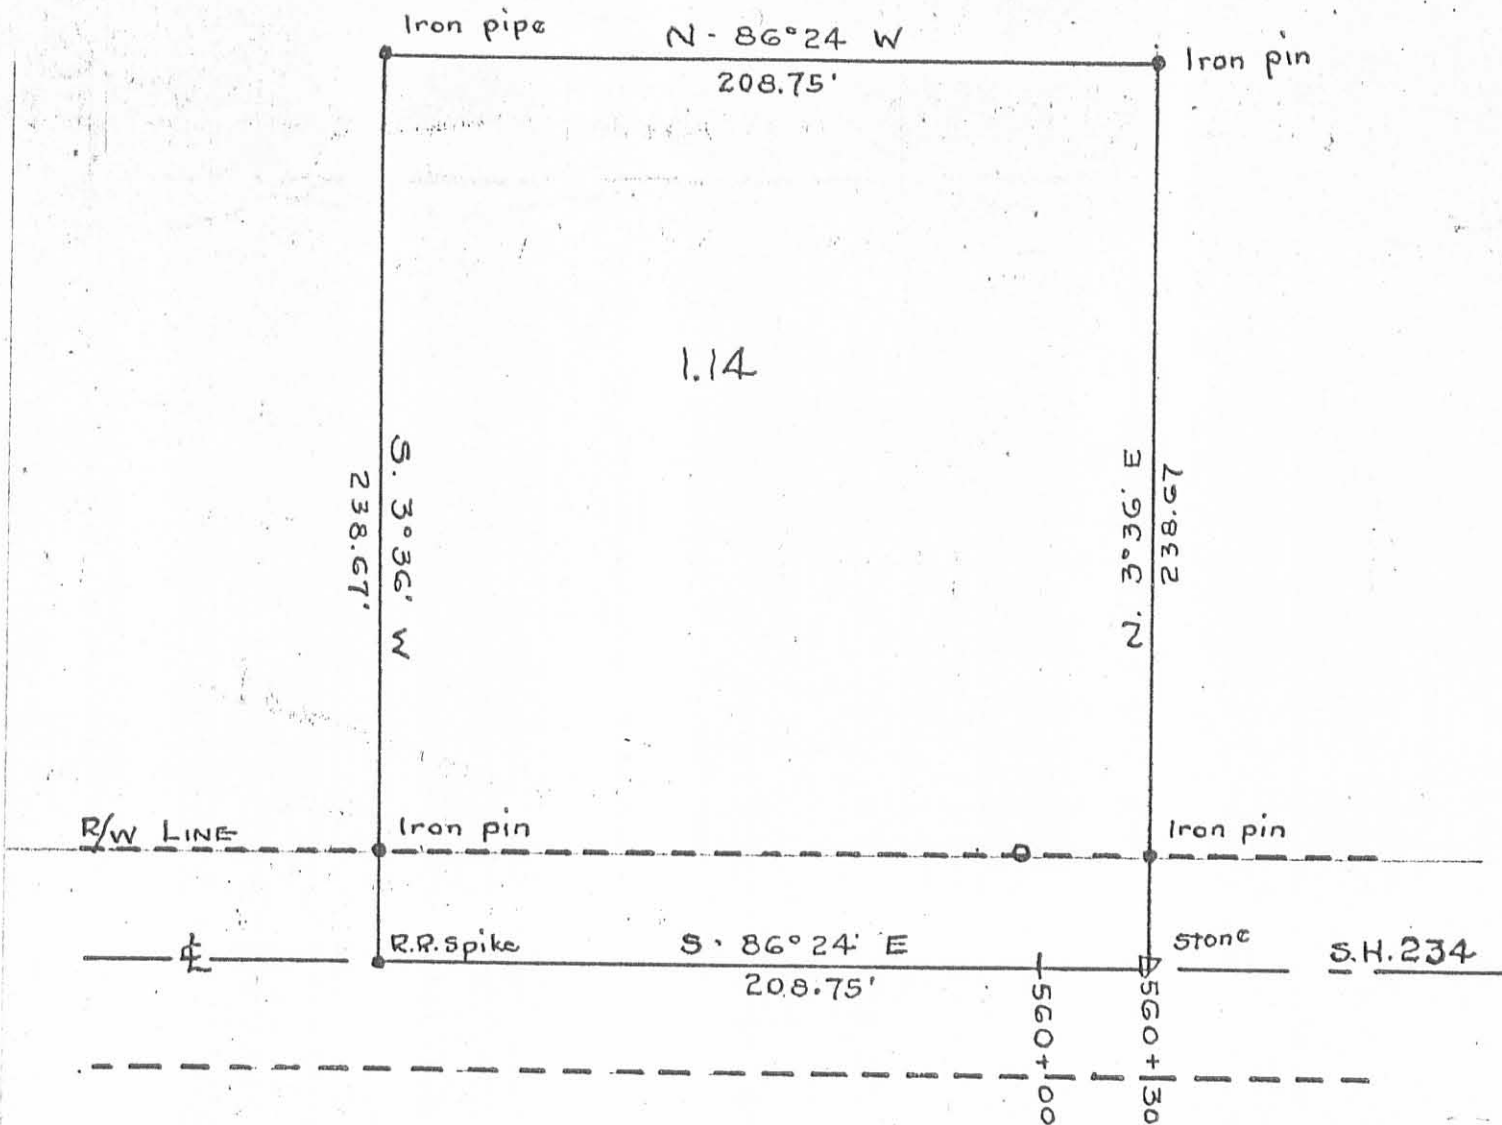 Iron pipe
N - 86°24 W
Iron pin
208.75'
1.14
S. 3°36' W
238.67'
N. 3°36' E
238.67
R/W LINE
Iron pin
Iron pin
R.R. Spike
S. 86°24' E
Stone
S.H. 234
℄
208.75'
560+00
560+30